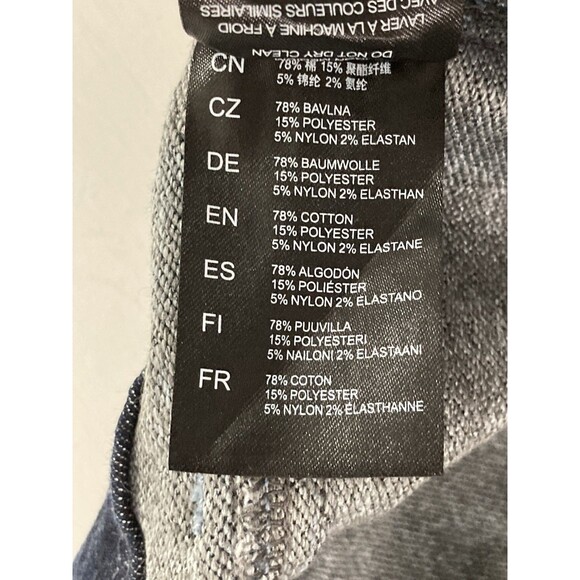 AVEC DES COULEURS SIMILAIRES
LAVER À LA MACHINE À FROID
DO NOT DRY CLEAN
CN 78% 棉 15% 聚酯纤维
5% 锦纶 2% 氨纶
CZ 78% BAVLNA
15% POLYESTER
5% NYLON 2% ELASTAN
DE 78% BAUMWOLLE
15% POLYESTER
5% NYLON 2% ELASTHAN
EN 78% COTTON
15% POLYESTER
5% NYLON 2% ELASTANE
ES 78% ALGODÓN
15% POLIÉSTER
5% NYLON 2% ELASTANO
FI 78% PUUVILLA
15% POLYESTERI
5% NAILONI 2% ELASTAANI
FR 78% COTON
15% POLYESTER
5% NYLON 2% ÉLASTHANNE